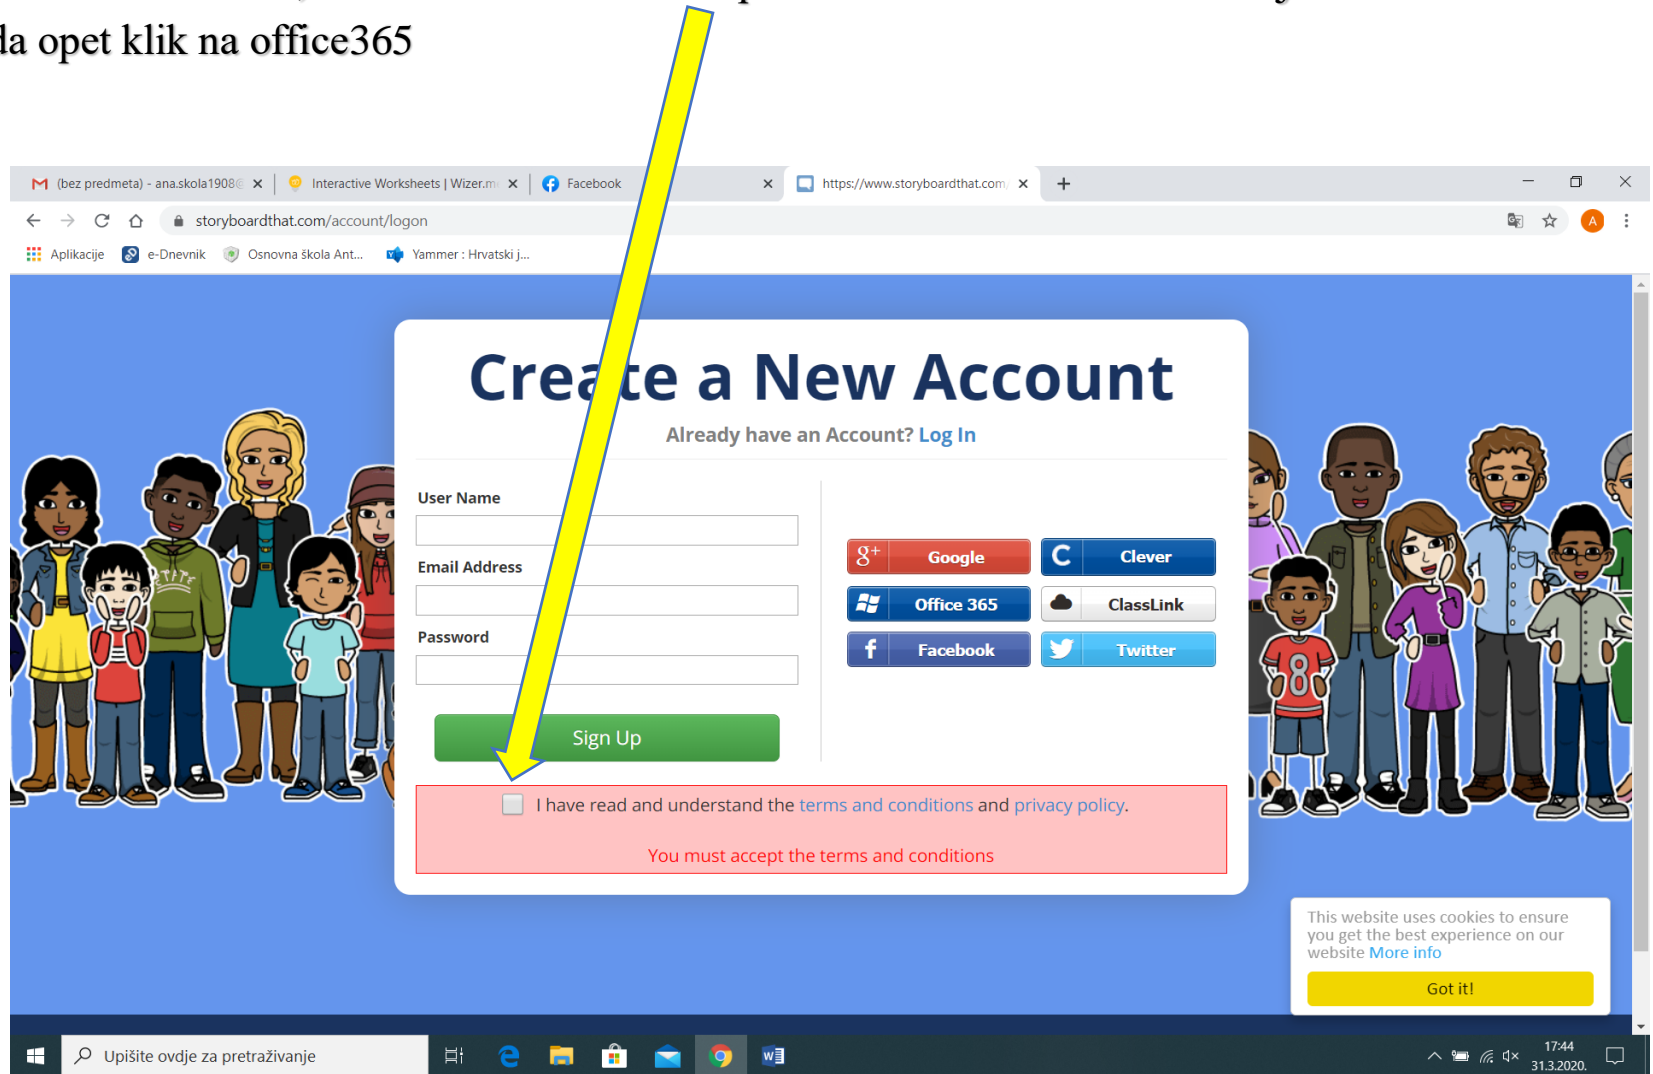 da opet klik na office365
(bez predmeta) - ana.skola1908@
Interactive Worksheets | Wizer.m
Facebook
https://www.storyboardthat.com/
storyboardthat.com/account/logon
A
Aplikacije
e-Dnevnik
Osnovna škola Ant...
Yammer : Hrvatski j...
Create a New Account
Already have an Account? Log In
User Name
Email Address
Password
Sign Up
g+ Google
C Clever
Office 365
ClassLink
f Facebook
Twitter
8
I have read and understand the terms and conditions and privacy policy.
You must accept the terms and conditions
This website uses cookies to ensure
you get the best experience on our
website More info
Got it!
Upišite ovdje za pretraživanje
17:44
31.3.2020.